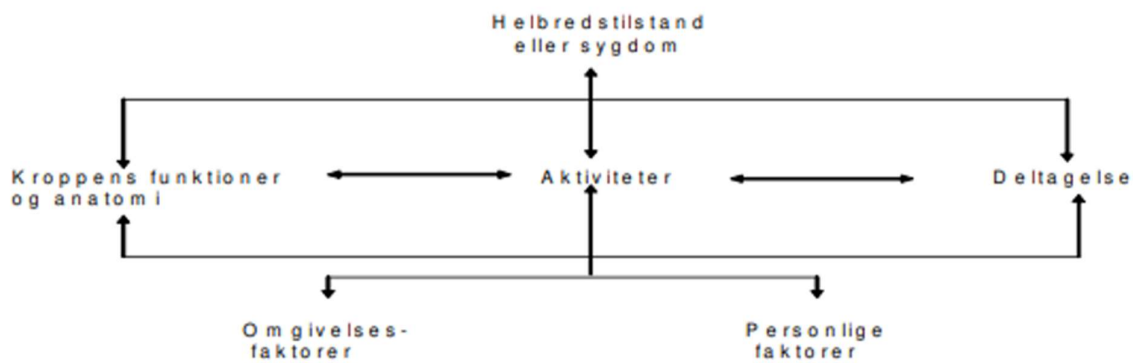 Helbredstilstand
eller sygdom
Kroppens funktioner
og anatomi
Aktiviteter
Deltagelse
Omgivelses-
faktorer
Personlige
faktorer